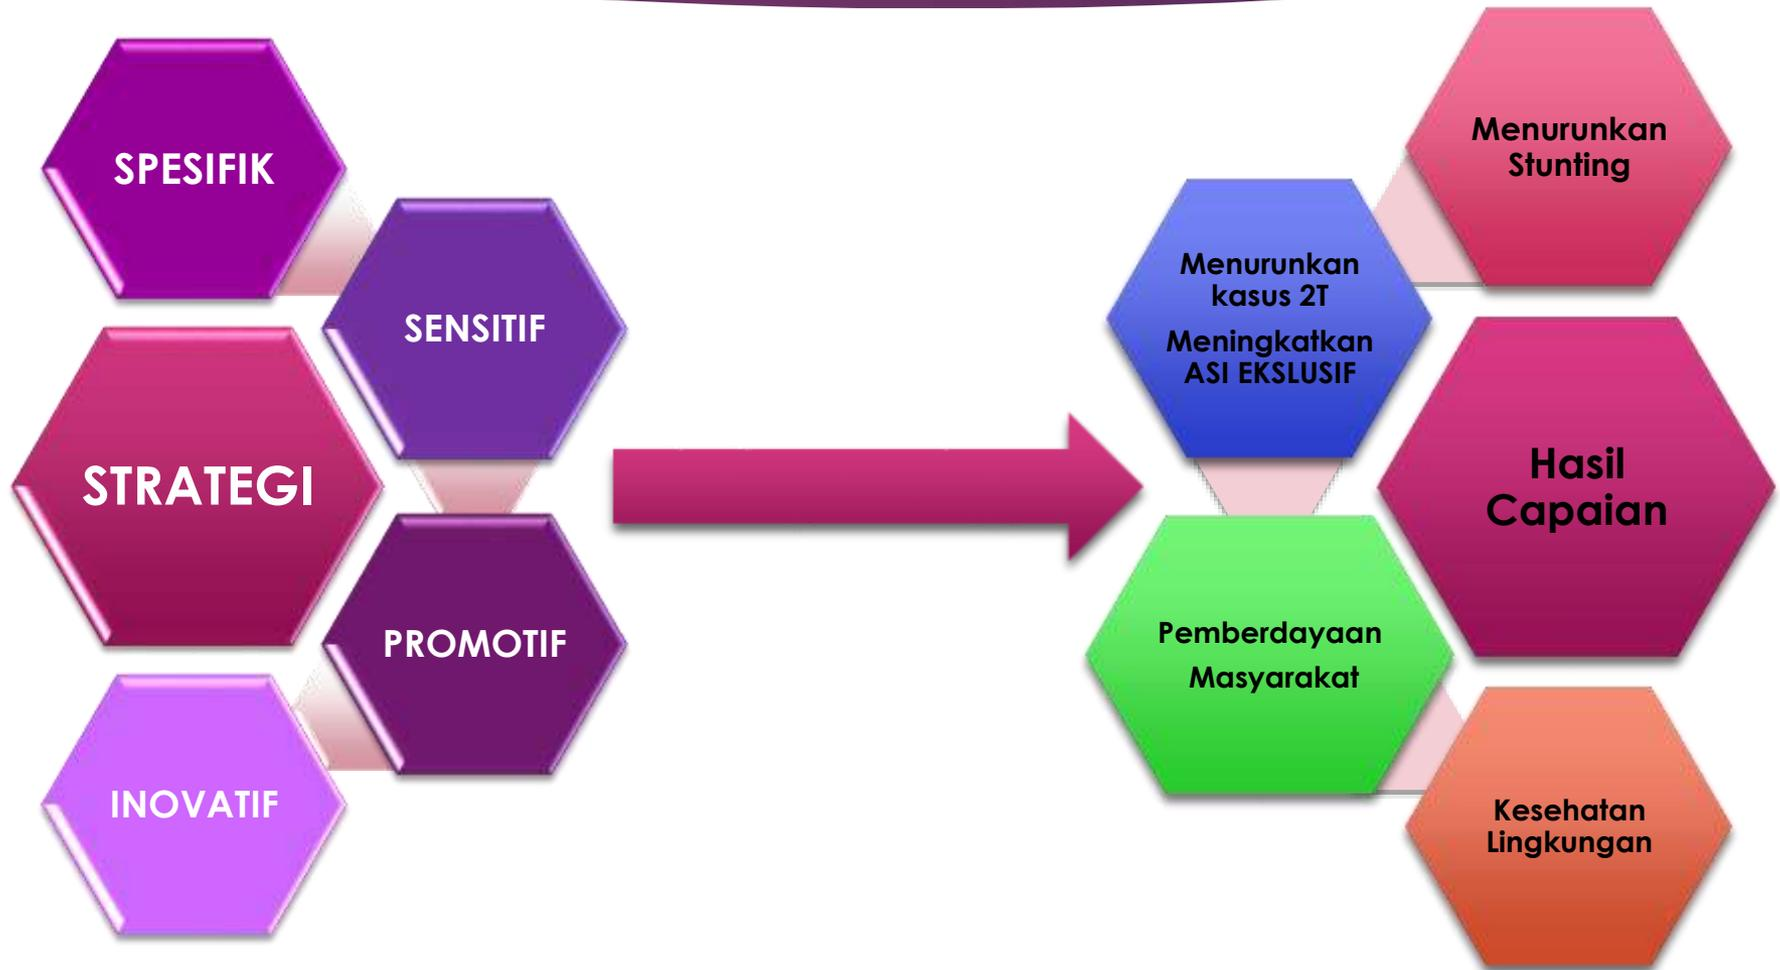 SPESIFIK
SENSITIF
STRATEGI
PROMOTIF
INOVATIF
Menurunkan
Stunting
Menurunkan
kasus 2T
Meningkatkan
ASI EKSLUSIF
Hasil
Capaian
Pemberdayaan
Masyarakat
Kesehatan
Lingkungan